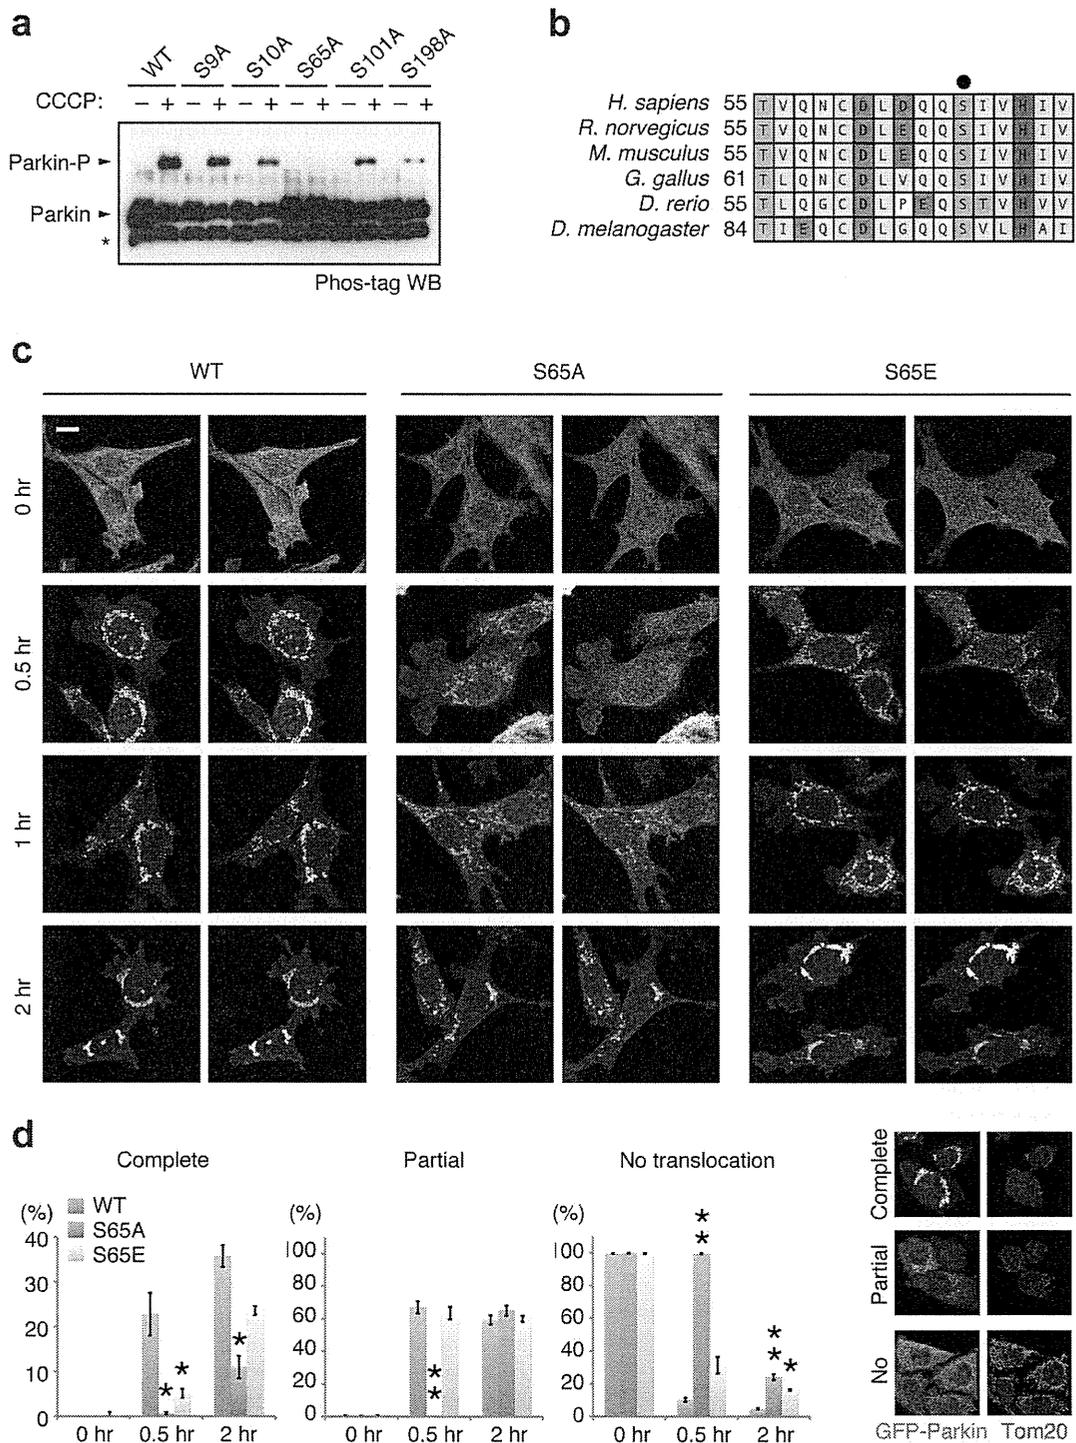 a
WT S9A S10A S65A S101A S198A
CCCP: − + − + − + − + − + − +
Parkin-P
Parkin
*
Phos-tag WB
b
H. sapiens 55 T V Q N C D L D Q Q S I V H I V
R. norvegicus 55 T V Q N C D L E Q Q S I V H I V
M. musculus 55 T V Q N C D L E Q Q S I V H I V
G. gallus 61 T L Q N C D L V Q Q S I V H I V
D. rerio 55 T L Q G C D L P E Q S T V H V V
D. melanogaster 84 T I E Q C D L G Q Q S V L H A I
c
WT S65A S65E
0 hr
0.5 hr
1 hr
2 hr
d
Complete
(%)
WT
S65A
S65E
40
30
20
10
0
0 hr 0.5 hr 2 hr
* * *
Partial
(%)
100
80
60
40
20
0
0 hr 0.5 hr 2 hr
* *
No translocation
(%)
100
80
60
40
20
0
0 hr 0.5 hr 2 hr
* * * * *
Complete
Partial
No
GFP-Parkin Tom20